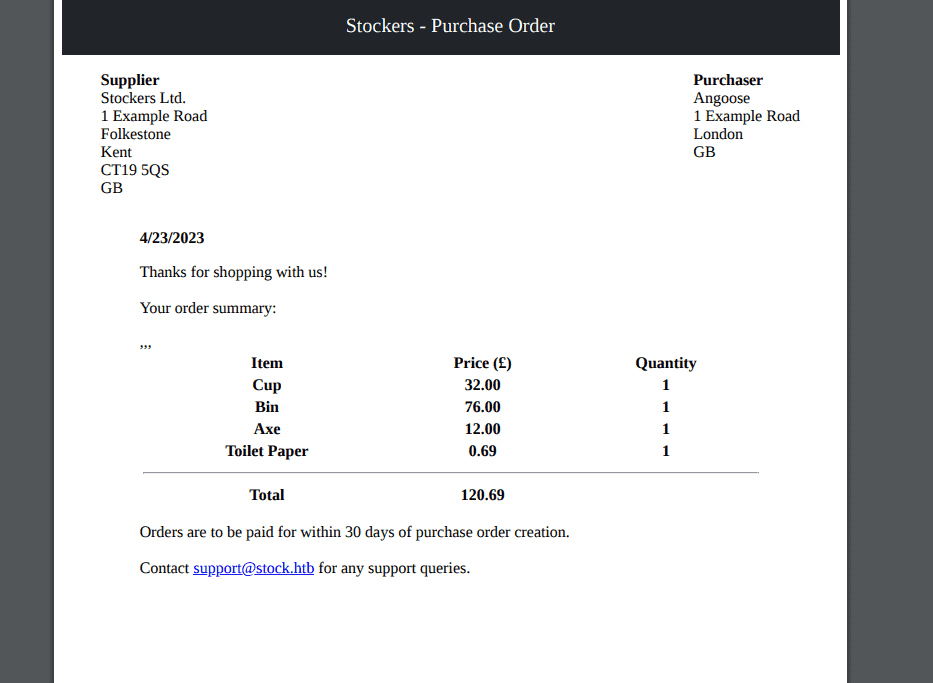 Stockers - Purchase Order
Supplier
Stockers Ltd.
1 Example Road
Folkestone
Kent
CT19 5QS
GB
Purchaser
Angoose
1 Example Road
London
GB
4/23/2023
Thanks for shopping with us!
Your order summary:
,,,
Item Price (£) Quantity
Cup 32.00 1
Bin 76.00 1
Axe 12.00 1
Toilet Paper 0.69 1
Total 120.69
Orders are to be paid for within 30 days of purchase order creation.
Contact support@stock.htb for any support queries.